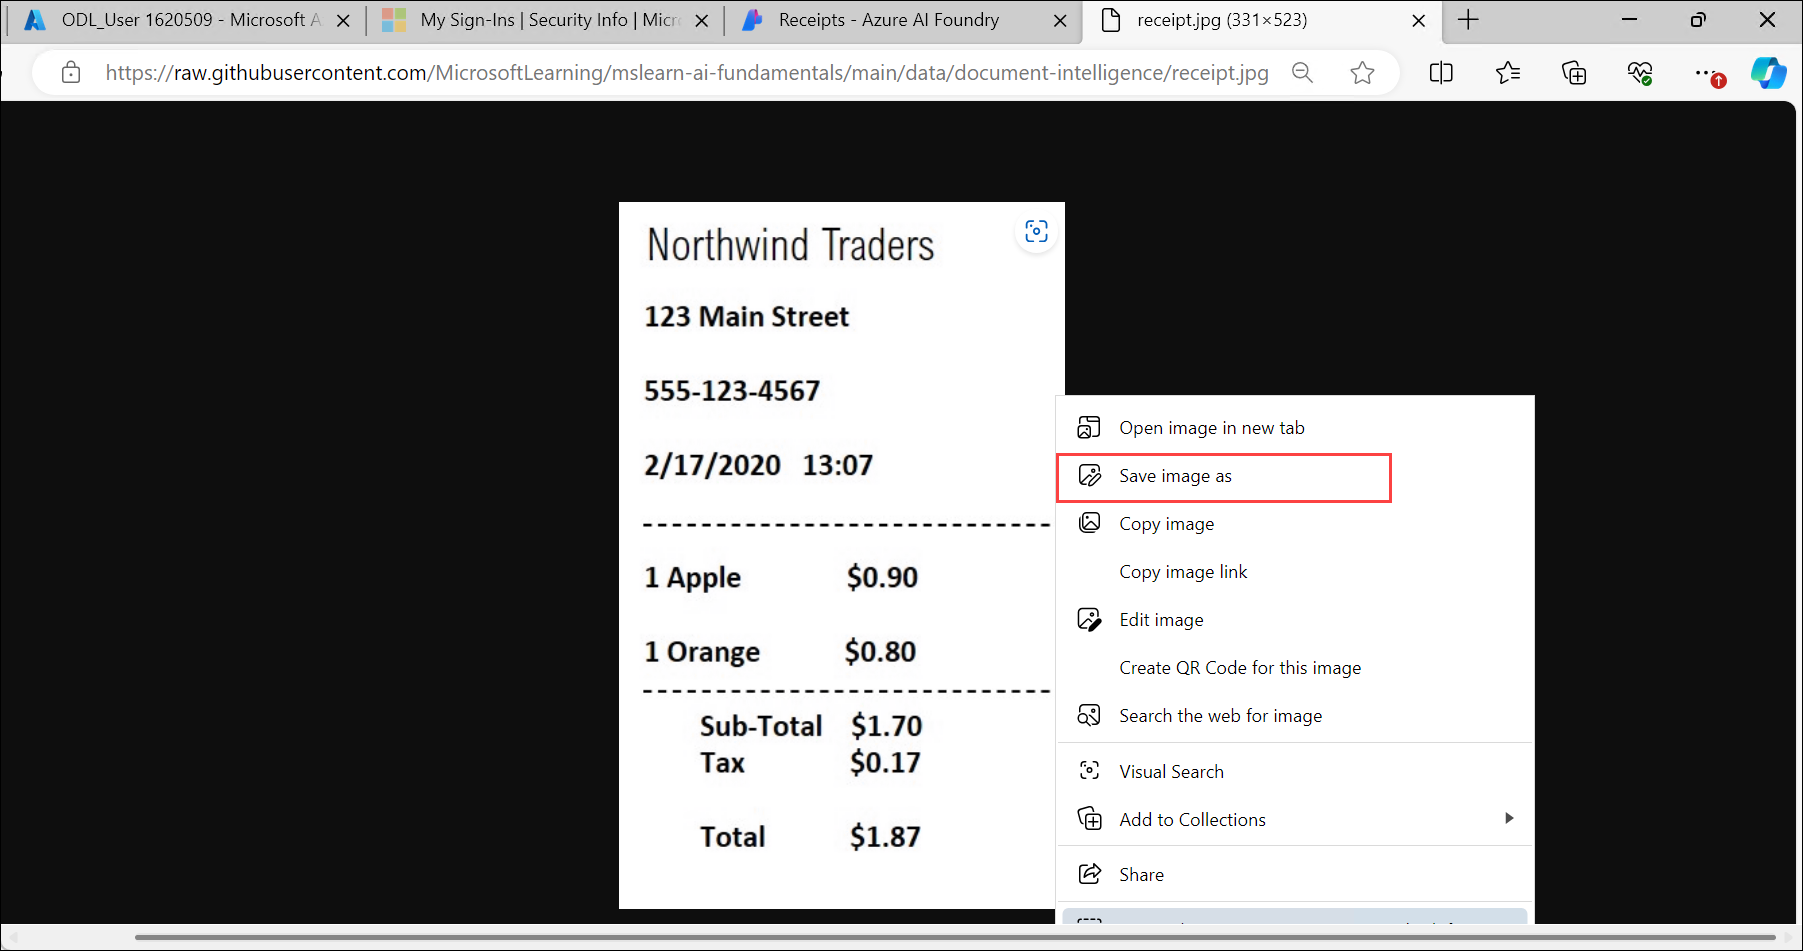 ODL_User 1620509 - Microsoft A
My Sign-Ins | Security Info | Micr
Receipts - Azure AI Foundry
receipt.jpg (331×523)
https://raw.githubusercontent.com/MicrosoftLearning/mslearn-ai-fundamentals/main/data/document-intelligence/receipt.jpg
Northwind Traders
123 Main Street
555-123-4567
2/17/2020 13:07
1 Apple $0.90
1 Orange $0.80
Sub-Total $1.70
Tax $0.17
Total $1.87
Open image in new tab
Save image as
Copy image
Copy image link
Edit image
Create QR Code for this image
Search the web for image
Visual Search
Add to Collections
Share